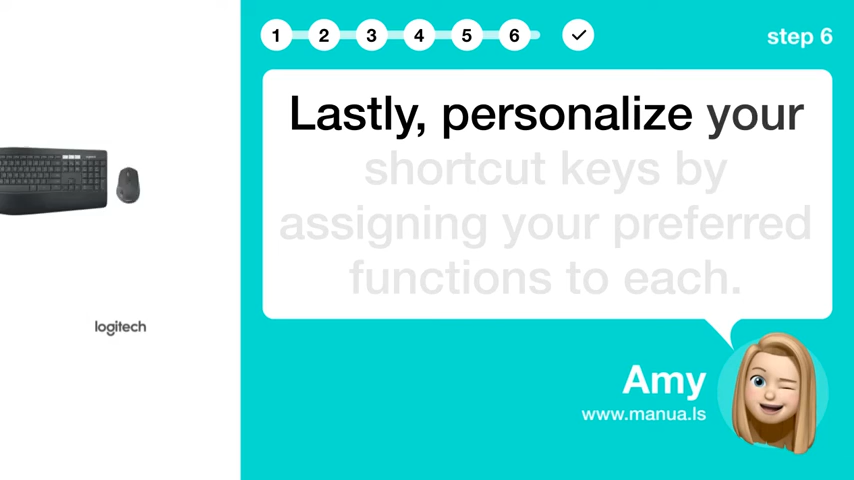 1 2 3 4 5 6
step 6
Lastly, personalize your
shortcut keys by
assigning your preferred
functions to each.
logitech
Amy
www.manua.ls